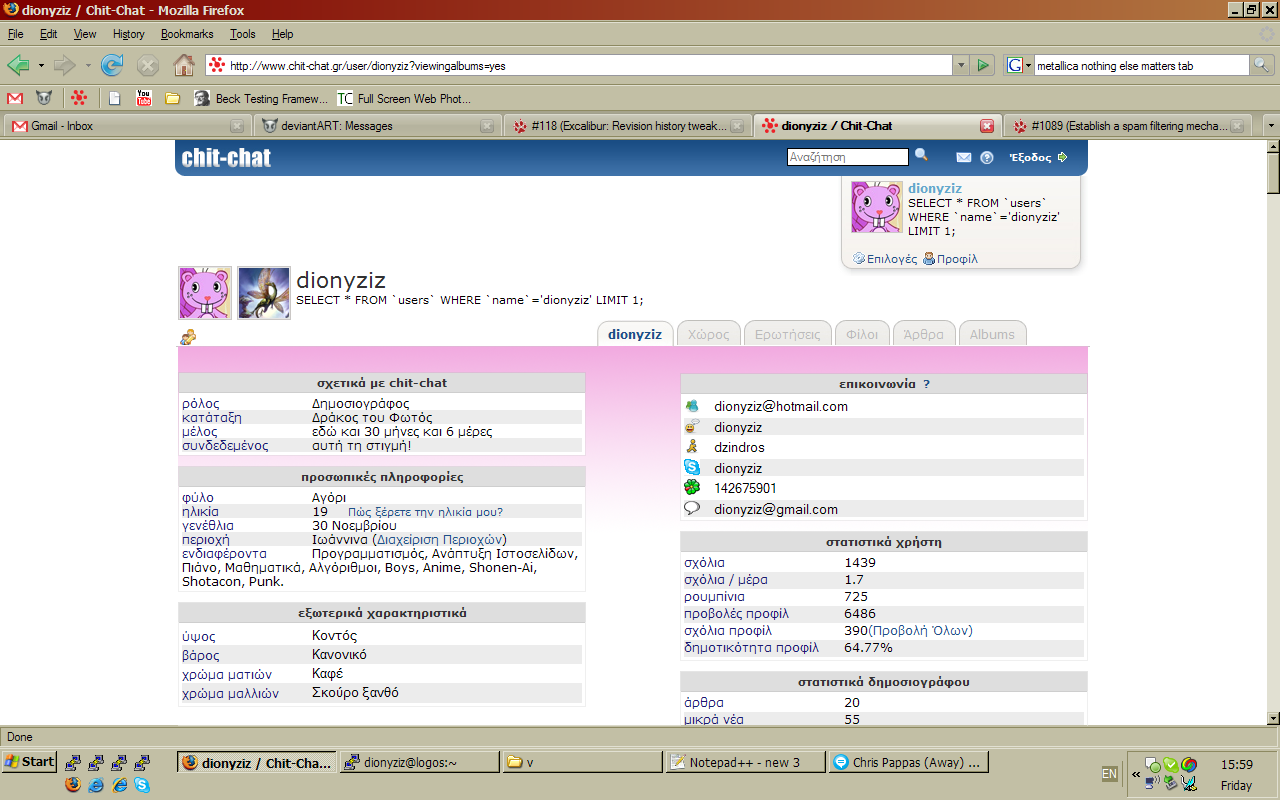 dionyziz / Chit-Chat - Mozilla Firefox
File Edit View History Bookmarks Tools Help
http://www.chit-chat.gr/user/dionyziz?viewingalbums=yes
G metallica nothing else matters tab
You Tube Beck Testing Framew... TC Full Screen Web Phot...
Gmail - Inbox
deviantART: Messages
#118 (Excalibur: Revision history tweak...
dionyziz / Chit-Chat
#1089 (Establish a spam filtering mecha...
chit-chat
Αναζήτηση
? Έξοδος
dionyziz
SELECT * FROM `users`
WHERE `name`='dionyziz'
LIMIT 1;
Επιλογές Προφίλ
dionyziz
SELECT * FROM `users` WHERE `name`='dionyziz' LIMIT 1;
dionyziz Χώρος Ερωτήσεις Φίλοι Άρθρα Albums
σχετικά με chit-chat
ρόλος Δημοσιογράφος
κατάταξη Δράκος του Φωτός
μέλος εδώ και 30 μήνες και 6 μέρες
συνδεδεμένος αυτή τη στιγμή!
προσωπικές πληροφορίες
φύλο Αγόρι
ηλικία 19 Πώς ξέρετε την ηλικία μου?
γενέθλια 30 Νοεμβρίου
περιοχή Ιωάννινα (Διαχείριση Περιοχών)
ενδιαφέροντα Προγραμματισμός, Ανάπτυξη Ιστοσελίδων,
Πιάνο, Μαθηματικά, Αλγόριθμοι, Boys, Anime, Shonen-Ai,
Shotacon, Punk.
εξωτερικά χαρακτηριστικά
ύψος Κοντός
βάρος Κανονικό
χρώμα ματιών Καφέ
χρώμα μαλλιών Σκούρο ξανθό
επικοινωνία ?
dionyziz@hotmail.com
dionyziz
dzindros
dionyziz
142675901
dionyziz@gmail.com
στατιστικά χρήστη
σχόλια 1439
σχόλια / μέρα 1.7
ρουμπίνια 725
προβολές προφίλ 6486
σχόλια προφίλ 390(Προβολή Όλων)
δημοτικότητα προφίλ 64.77%
στατιστικά δημοσιογράφου
άρθρα 20
μικρά νέα 55
Done
Start
dionyziz / Chit-Cha...
dionyziz@logos:~
v
Notepad++ - new 3
Chris Pappas (Away) ...
EN
«
15:59
Friday